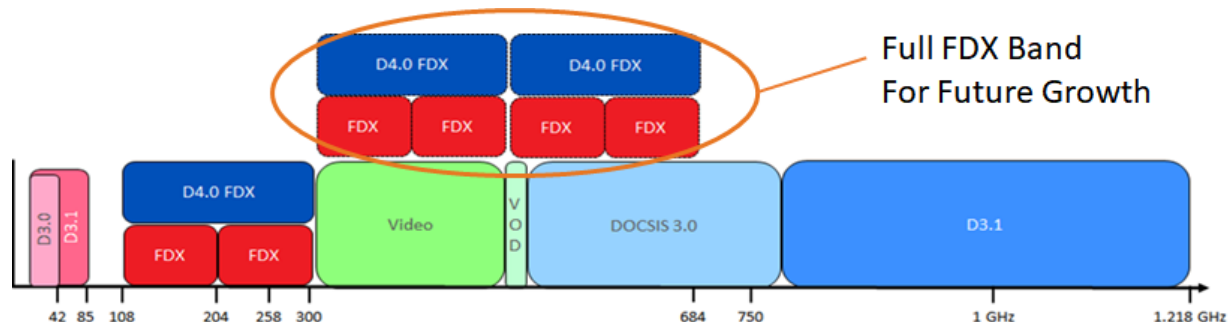 D4.0 FDX
D4.0 FDX
Full FDX Band
For Future Growth
FDX
FDX
FDX
FDX
D3.0
D3.1
D4.0 FDX
FDX
FDX
Video
VOD
DOCSIS 3.0
D3.1
42
85
108
204
258
300
684
750
1 GHz
1.218 GHz